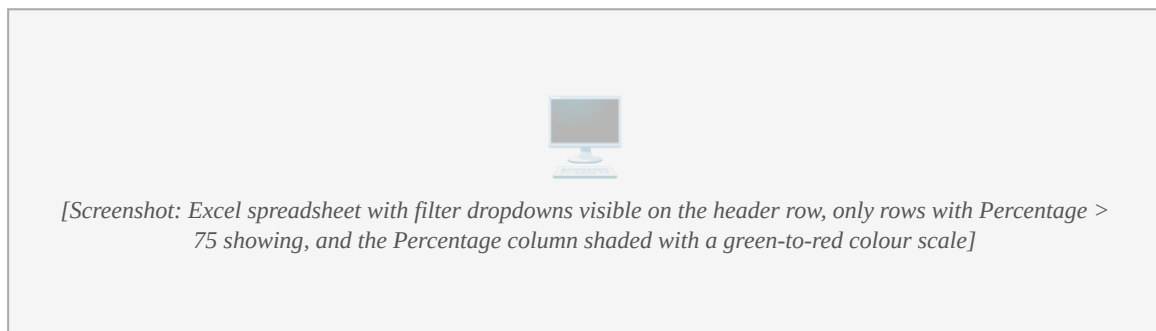 [Screenshot: Excel spreadsheet with filter dropdowns visible on the header row, only rows with Percentage >
75 showing, and the Percentage column shaded with a green-to-red colour scale]